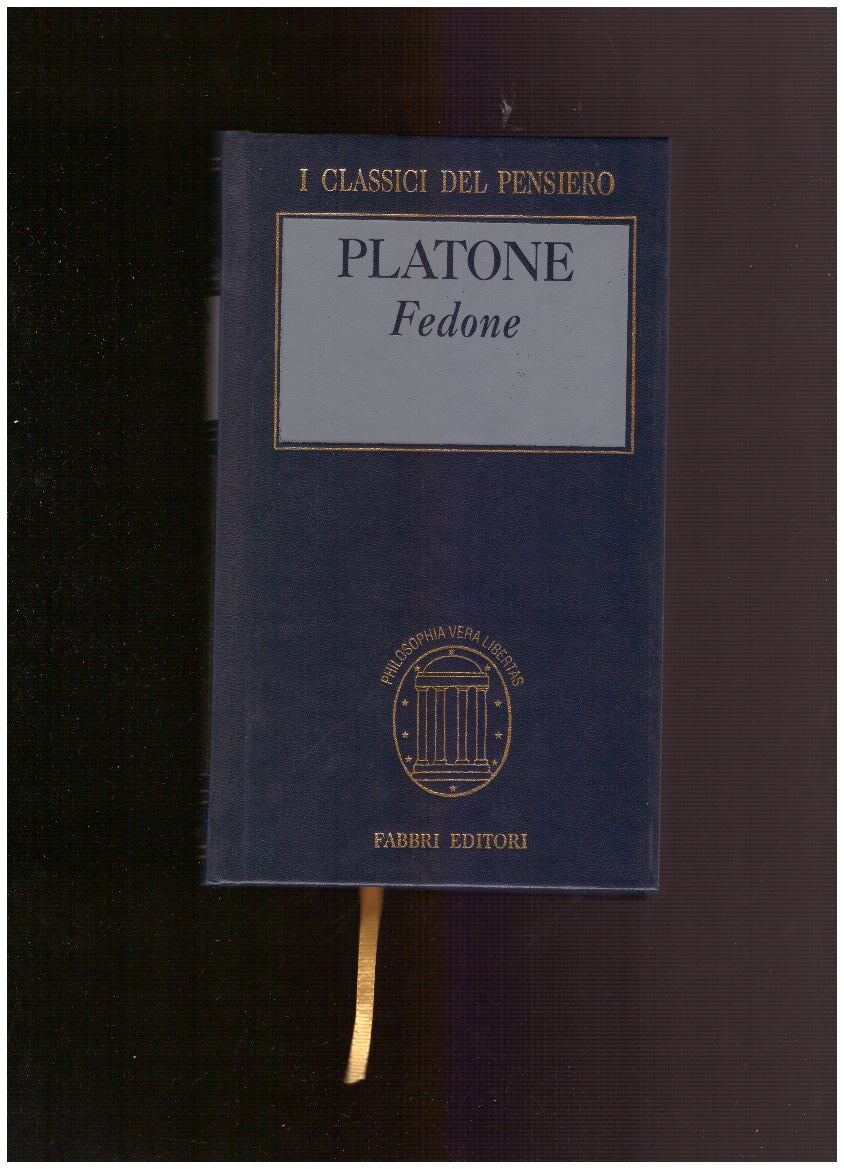 I CLASSICI DEL PENSIERO
PLATONE
Fedone
PHILOSOPHIA VERA LIBERTAS
FABBRI EDITORI